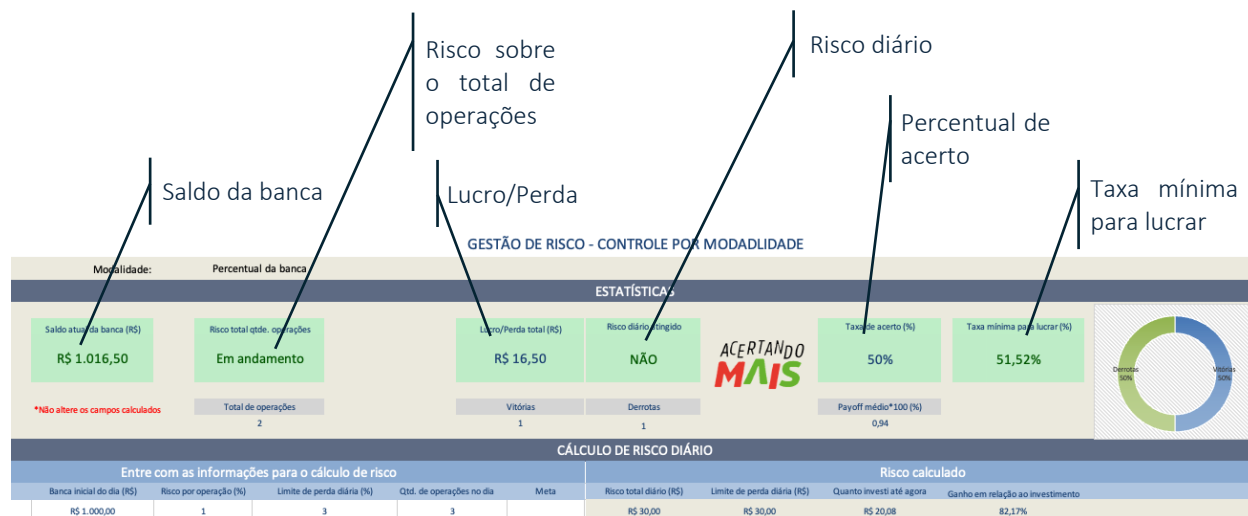 Risco sobre
o total de
operações
Risco diário
Percentual de
acerto
Saldo da banca
Lucro/Perda
Taxa mínima
para lucrar
GESTÃO DE RISCO - CONTROLE POR MODADLIDADE
Modalidade: Percentual da banca
ESTATÍSTICAS
Saldo atual da banca (R$) Risco total qtde. operações Lucro/Perda total (R$) Risco diário atingido Taxa de acerto (%) Taxa mínima para lucrar (%)
R$ 1.016,50 Em andamento R$ 16,50 NÃO 50% 51,52%
ACERTANDO
MAIS
Derrotas
50%
Vitórias
50%
*Não altere os campos calculados Total de operações Vitórias Derrotas Payoff médio*100 (%)
2 1 1 0,94
CÁLCULO DE RISCO DIÁRIO
Entre com as informações para o cálculo de risco Risco calculado
Banca inicial do dia (R$) Risco por operação (%) Limite de perda diária (%) Qtd. de operações no dia Meta Risco total diário (R$) Limite de perda diária (R$) Quanto investi até agora Ganho em relação ao investimento
R$ 1.000,00 1 3 3 R$ 30,00 R$ 30,00 R$ 20,08 82,17%